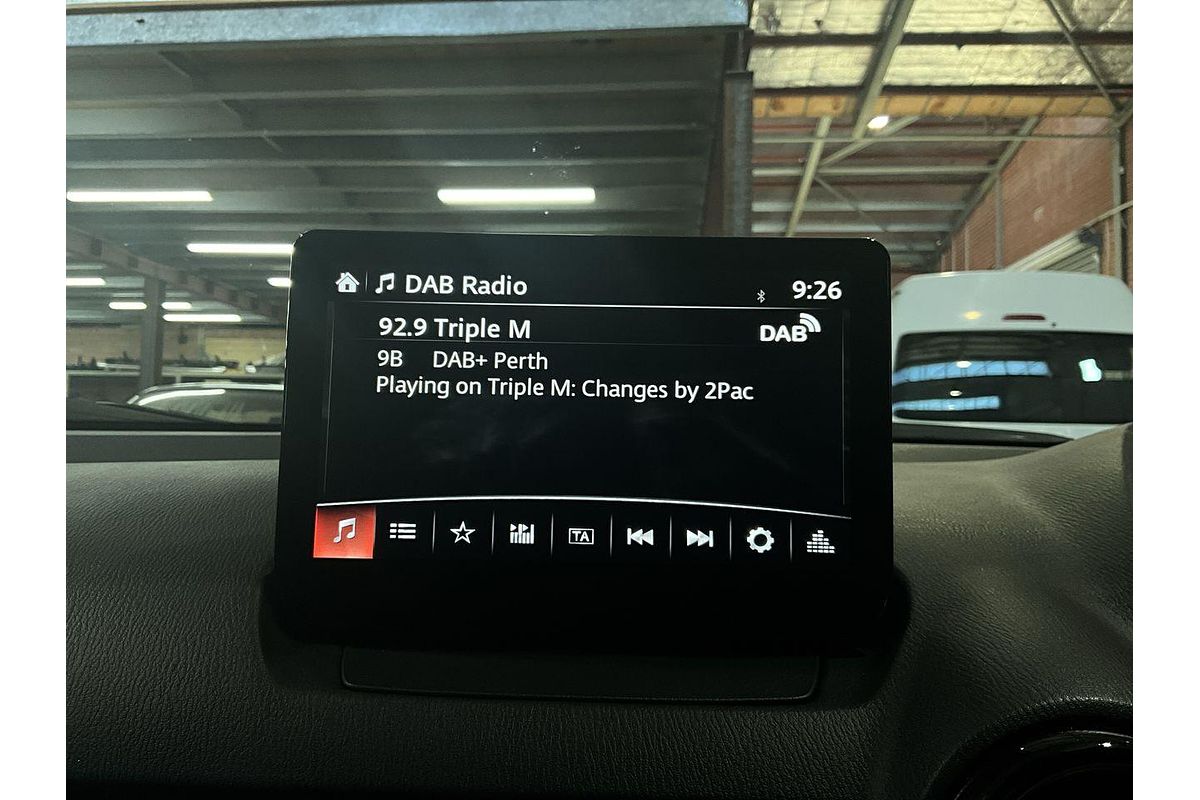 DAB Radio 9:26
92.9 Triple M DAB
9B DAB+ Perth
Playing on Triple M: Changes by 2Pac
TA